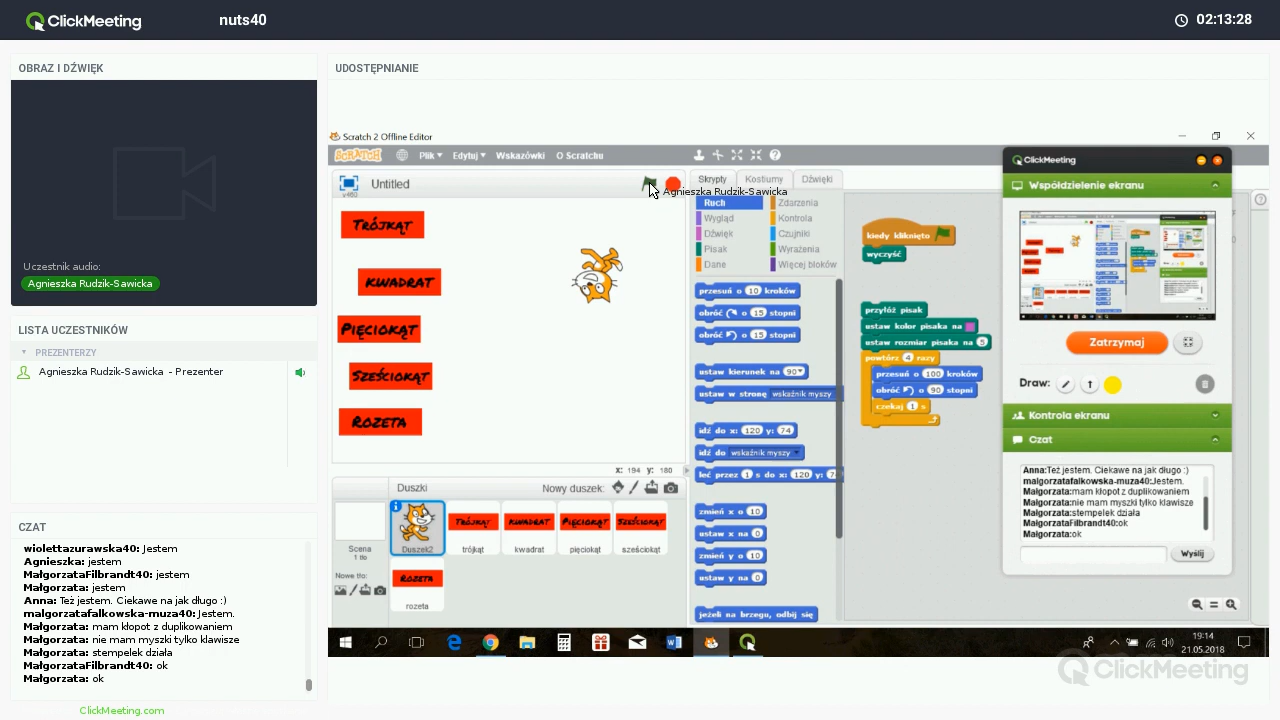 ClickMeeting
nuts40
02:13:28
OBRAZ I DŹWIĘK
Uczestnik audio:
Agnieszka Rudzik-Sawicka
LISTA UCZESTNIKÓW
PREZENTERZY
Agnieszka Rudzik-Sawicka - Prezenter
CZAT
wiolettazurawska40: Jestem
Agnieszka: jestem
MałgorzataFilbrandt40: jestem
Małgorzata: jestem
Anna: Też jestem. Ciekawe na jak długo :)
malgorzatafalkowska-muza40: Jestem.
Małgorzata: mam kłopot z duplikowaniem
Małgorzata: nie mam myszki tylko klawisze
Małgorzata: stempelek działa
MałgorzataFilbrandt40: ok
Małgorzata: ok
ClickMeeting.com
UDOSTĘPNIANIE
Scratch 2 Offline Editor
SCRATCH
Plik
Edytuj
Wskazówki
O Scratchu
Untitled
v460
Agnieszka Rudzik-Sawicka
TRÓJKĄT
KWADRAT
PIĘCIOKĄT
SZEŚCIOKĄT
ROZETA
x: 194 y: 180
Duszki
Nowy duszek:
Scena
1 tło
Nowe tło:
Duszek2
TRÓJKĄT
trójkąt
KWADRAT
kwadrat
PIĘCIOKĄT
pięciokąt
SZEŚCIOKĄT
sześciokąt
ROZETA
rozeta
Skrypty
Kostiumy
Dźwięki
Ruch
Zdarzenia
Wygląd
Kontrola
Dźwięk
Czujniki
Pisak
Wyrażenia
Dane
Więcej bloków
przesuń o 10 kroków
obróć 15 stopni
obróć 15 stopni
ustaw kierunek na 90
ustaw w stronę wskaźnik myszy
idź do x: 120 y: 74
idź do wskaźnik myszy
leć przez 1 s do x: 120 y:
zmień x o 10
ustaw x na 0
zmień y o 10
ustaw y na 0
jeżeli na brzegu, odbij się
kiedy kliknięto
wyczyść
przyłóż pisak
ustaw kolor pisaka na
ustaw rozmiar pisaka na 5
powtórz 4 razy
przesuń o 100 kroków
obróć 90 stopni
czekaj 1 s
ClickMeeting
Współdzielenie ekranu
Zatrzymaj
Draw:
Kontrola ekranu
Czat
Anna:Też jestem. Ciekawe na jak długo :)
malgorzatafalkowska-muza40:Jestem.
Małgorzata:mam kłopot z duplikowaniem
Małgorzata:nie mam myszki tylko klawisze
Małgorzata:stempelek działa
MałgorzataFilbrandt40:ok
Małgorzata:ok
Wyślij
19:14
21.05.2018
ClickMeeting